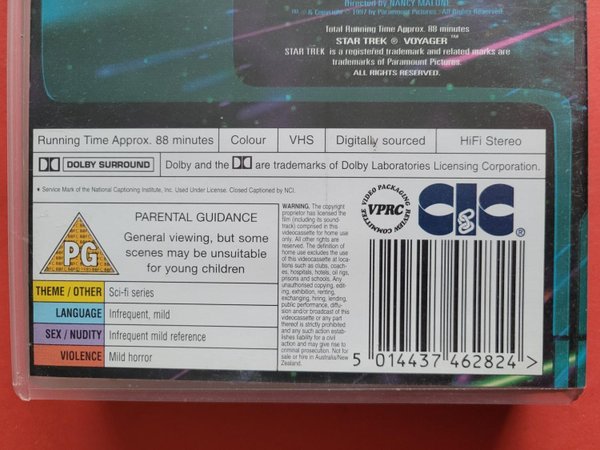 Directed by NANCY MALONE
TM, ® & Copyright © 1997 by Paramount Pictures. All Rights Reserved.
Total Running Time Approx. 88 minutes
STAR TREK ® VOYAGER ™
STAR TREK is a registered trademark and related marks are
trademarks of Paramount Pictures.
ALL RIGHTS RESERVED.
Running Time Approx. 88 minutes Colour VHS Digitally sourced HiFi Stereo
DOLBY SURROUND Dolby and the are trademarks of Dolby Laboratories Licensing Corporation.
* Service Mark of the National Captioning Institute, Inc. Used Under License. Closed Captioned by NCI.
PG
PARENTAL GUIDANCE
General viewing, but some
scenes may be unsuitable
for young children
THEME / OTHER Sci-fi series
LANGUAGE Infrequent, mild
SEX / NUDITY Infrequent mild reference
VIOLENCE Mild horror
WARNING. The copyright
proprietor has licensed the
film (including its sound-
track) comprised in this
videocassette for home use
only. All other rights are
reserved. The definition of
home use excludes the use
of this videocassette at loca-
tions such as clubs, coach-
es, hospitals, hotels, oil rigs,
prisons and schools. Any
unauthorised copying, edit-
ing, exhibition, renting,
exchanging, hiring, lending,
public performance, diff-
usion and/or broadcast of this
videocassette or any part
thereof is strictly prohibited
and any such action estab-
lishes liability for a civil
action and may give rise to
criminal prosecution. Not for
sale or hire in Australia/New
Zealand.
VIDEO PACKAGING REVIEW COMMITTEE
VPRC
CIC ®
5 014437 462824 >